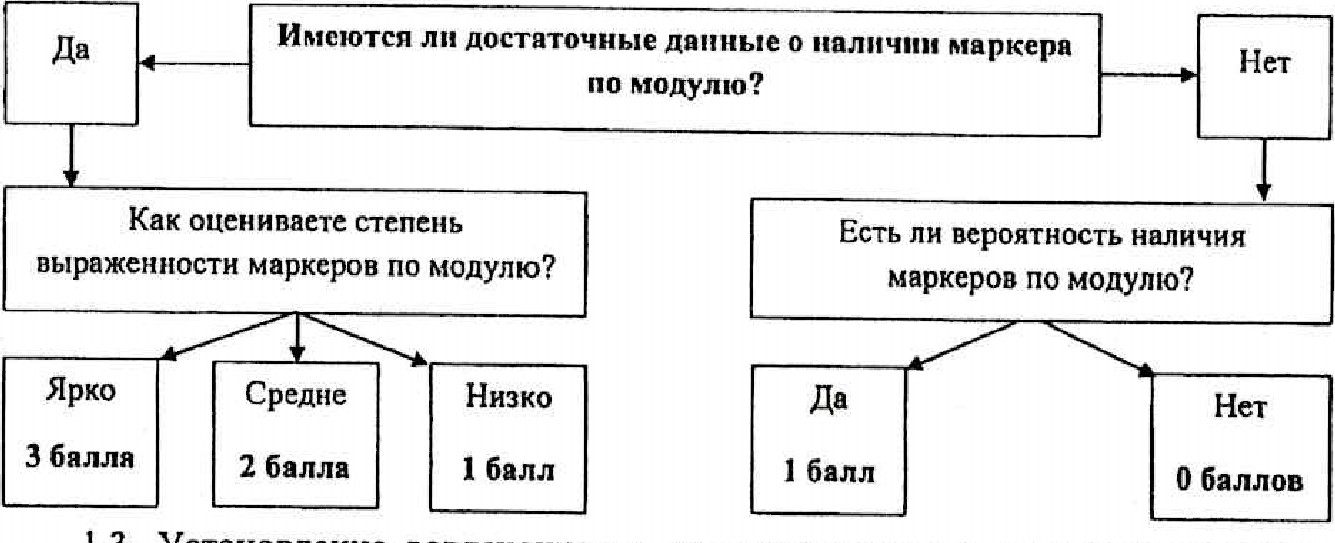 Да
Имеются ли достаточные данные о наличии маркера
по модулю?
Нет
Как оцениваете степень
выраженности маркеров по модулю?
Есть ли вероятность наличия
маркеров по модулю?
Ярко
3 балла
Средне
2 балла
Низко
1 балл
Да
1 балл
Нет
0 баллов
Установление